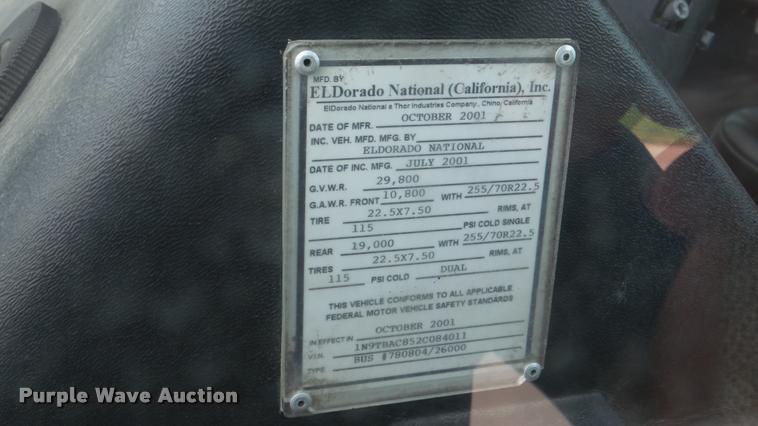 MFD. BY
ELDorado National (California), Inc.
ElDorado National a Thor Industries Company, Chino, California
DATE OF MFR. OCTOBER 2001
INC. VEH. MFD. MFG. BY
ELDORADO NATIONAL
DATE OF INC. MFG. JULY 2001
G.V.W.R. 29,800
G.A.W.R. FRONT 10,800 WITH 255/70R22.5
TIRE 22.5X7.50 RIMS, AT
115 PSI COLD SINGLE
REAR 19,000 WITH 255/70R22.5
TIRES 22.5X7.50 RIMS, AT
115 PSI COLD DUAL
THIS VEHICLE CONFORMS TO ALL APPLICABLE
FEDERAL MOTOR VEHICLE SAFETY STANDARDS
IN EFFECT IN OCTOBER 2001
V.I.N. 1N9TBAC852C084011
TYPE BUS #780804/26000
Purple Wave Auction